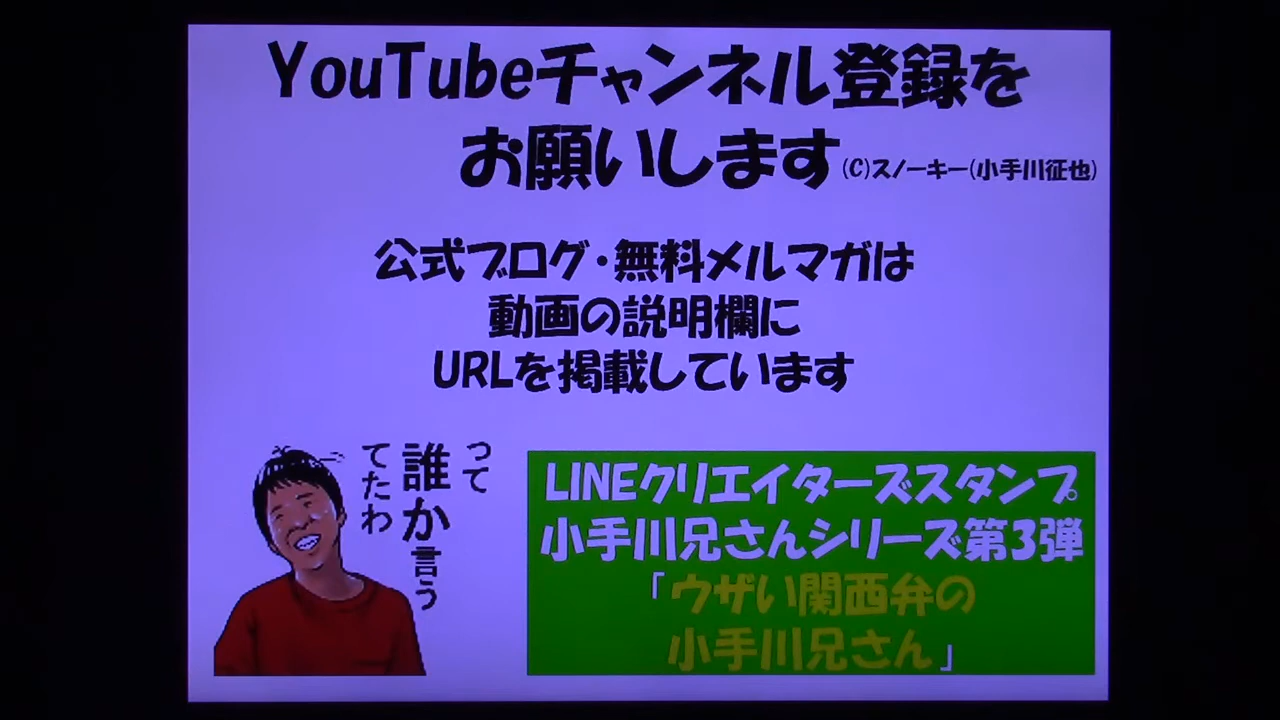 YouTubeチャンネル登録を
お願いします(C)スノーキー(小手川征也)
公式ブログ・無料メルマガは
動画の説明欄に
URLを掲載しています
って
誰か言う
てたわ
LINEクリエイターズスタンプ
小手川兄さんシリーズ第3弾
「ウザい関西弁の
小手川兄さん」